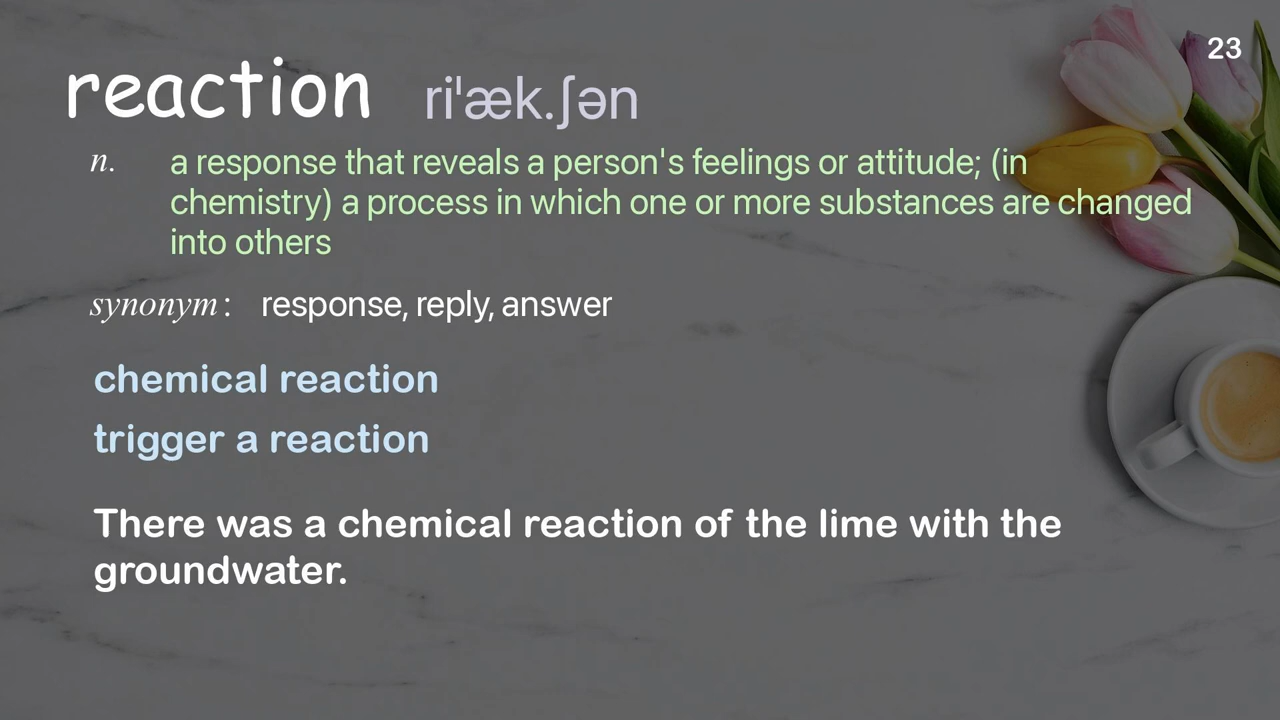 23
reaction riˈæk.ʃən
n. a response that reveals a person's feelings or attitude; (in
chemistry) a process in which one or more substances are changed
into others
synonym: response, reply, answer
chemical reaction
trigger a reaction
There was a chemical reaction of the lime with the
groundwater.